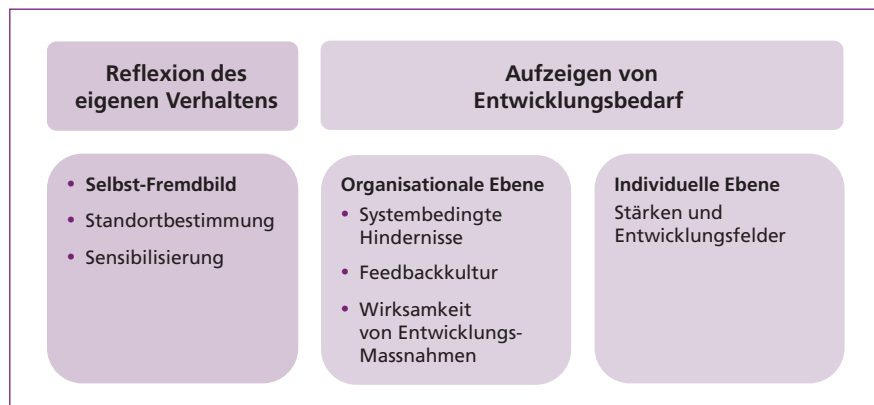 Reflexion des
eigenen Verhaltens
Aufzeigen von
Entwicklungsbedarf
• Selbst-Fremdbild
• Standortbestimmung
• Sensibilisierung
Organisationale Ebene
• Systembedingte
Hindernisse
• Feedbackkultur
• Wirksamkeit
von Entwicklungs-
Massnahmen
Individuelle Ebene
Stärken und
Entwicklungsfelder